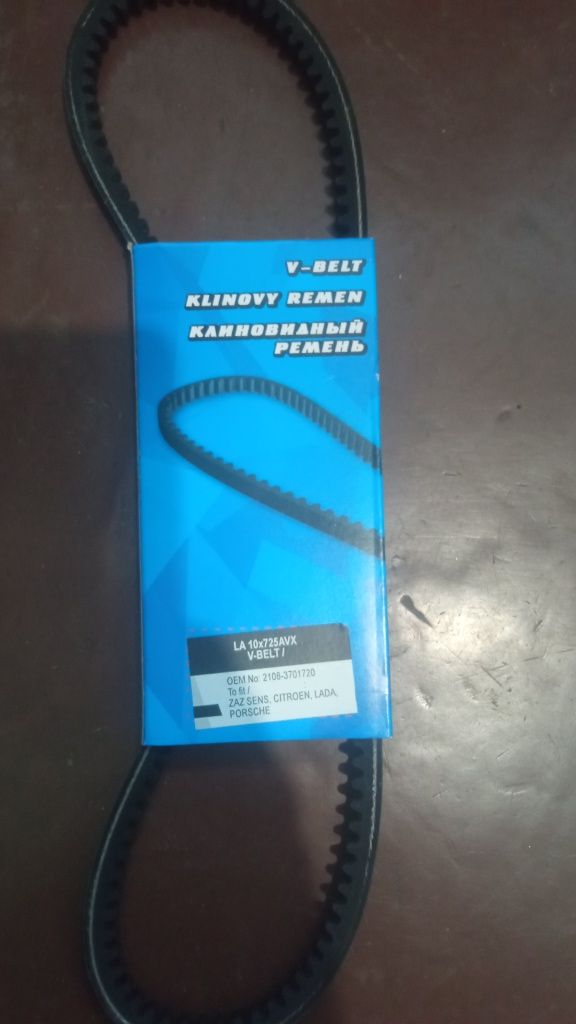 V-BELT
KLINOVY REMEN
КЛИНОВИДНЫЙ
РЕМЕНЬ
LA 10x725AVX
V-BELT /
OEM No: 2108-3701720
To fit /
ZAZ SENS, CITROEN, LADA,
PORSCHE